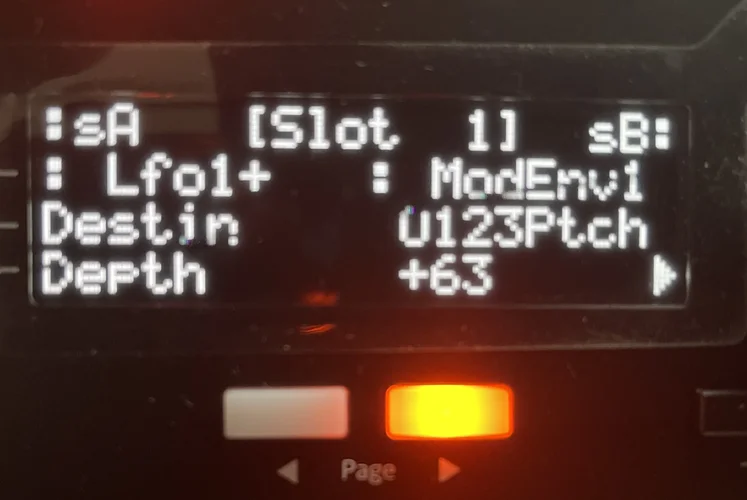 :sA [Slot 1] sB:
: Lfo1+ : ModEnv1
Destin O123Ptch
Depth +63
Page